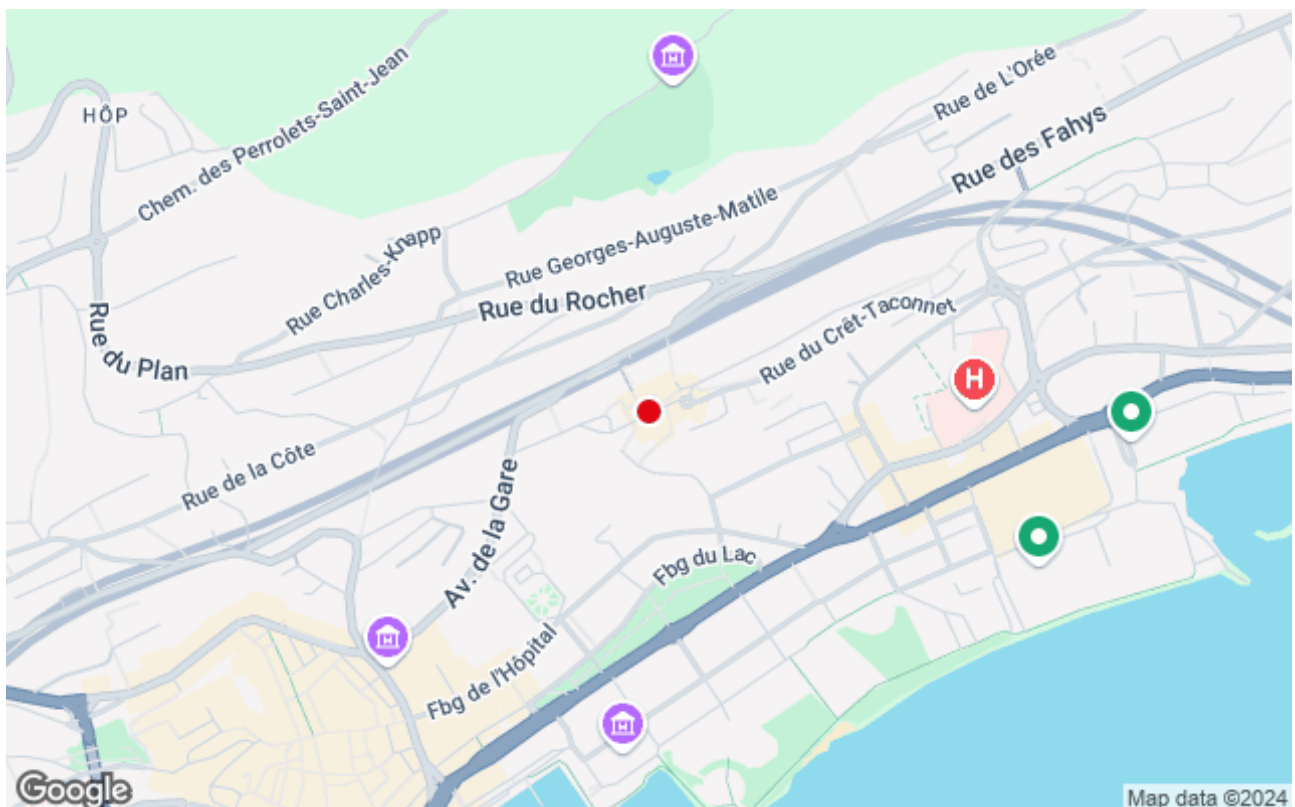 HÔP
Chem. des Perrolets-Saint-Jean
Rue de L'Orée
Rue des Fahys
Rue Charles-Knapp
Rue Georges-Auguste-Matile
Rue du Rocher
Rue du Plan
Rue du Crêt-Taconnet
H
Rue de la Côte
Av. de la Gare
Fbg du Lac
Fbg de l'Hôpital
Google
Map data ©2024